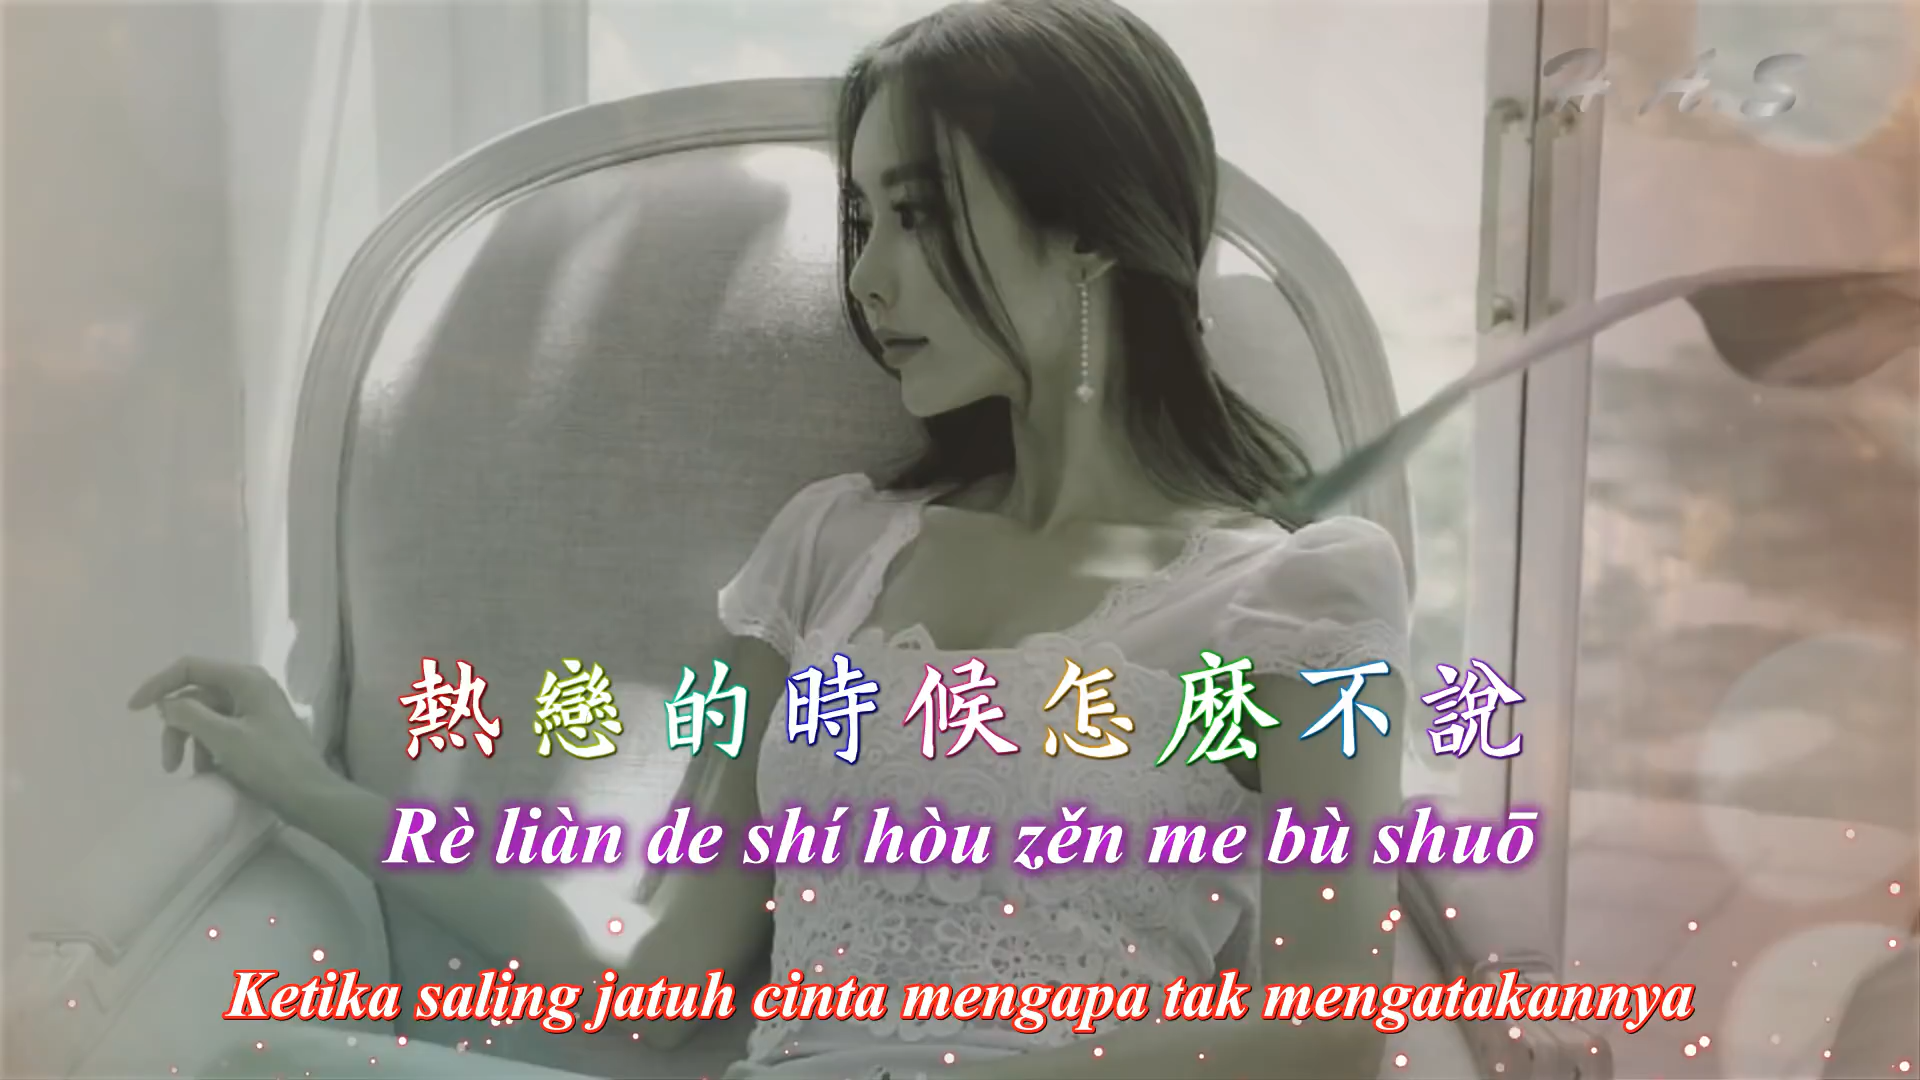 HAS
熱戀的時候怎麼不說
Rè liàn de shí hòu zěn me bù shuō
Ketika saling jatuh cinta mengapa tak mengatakannya